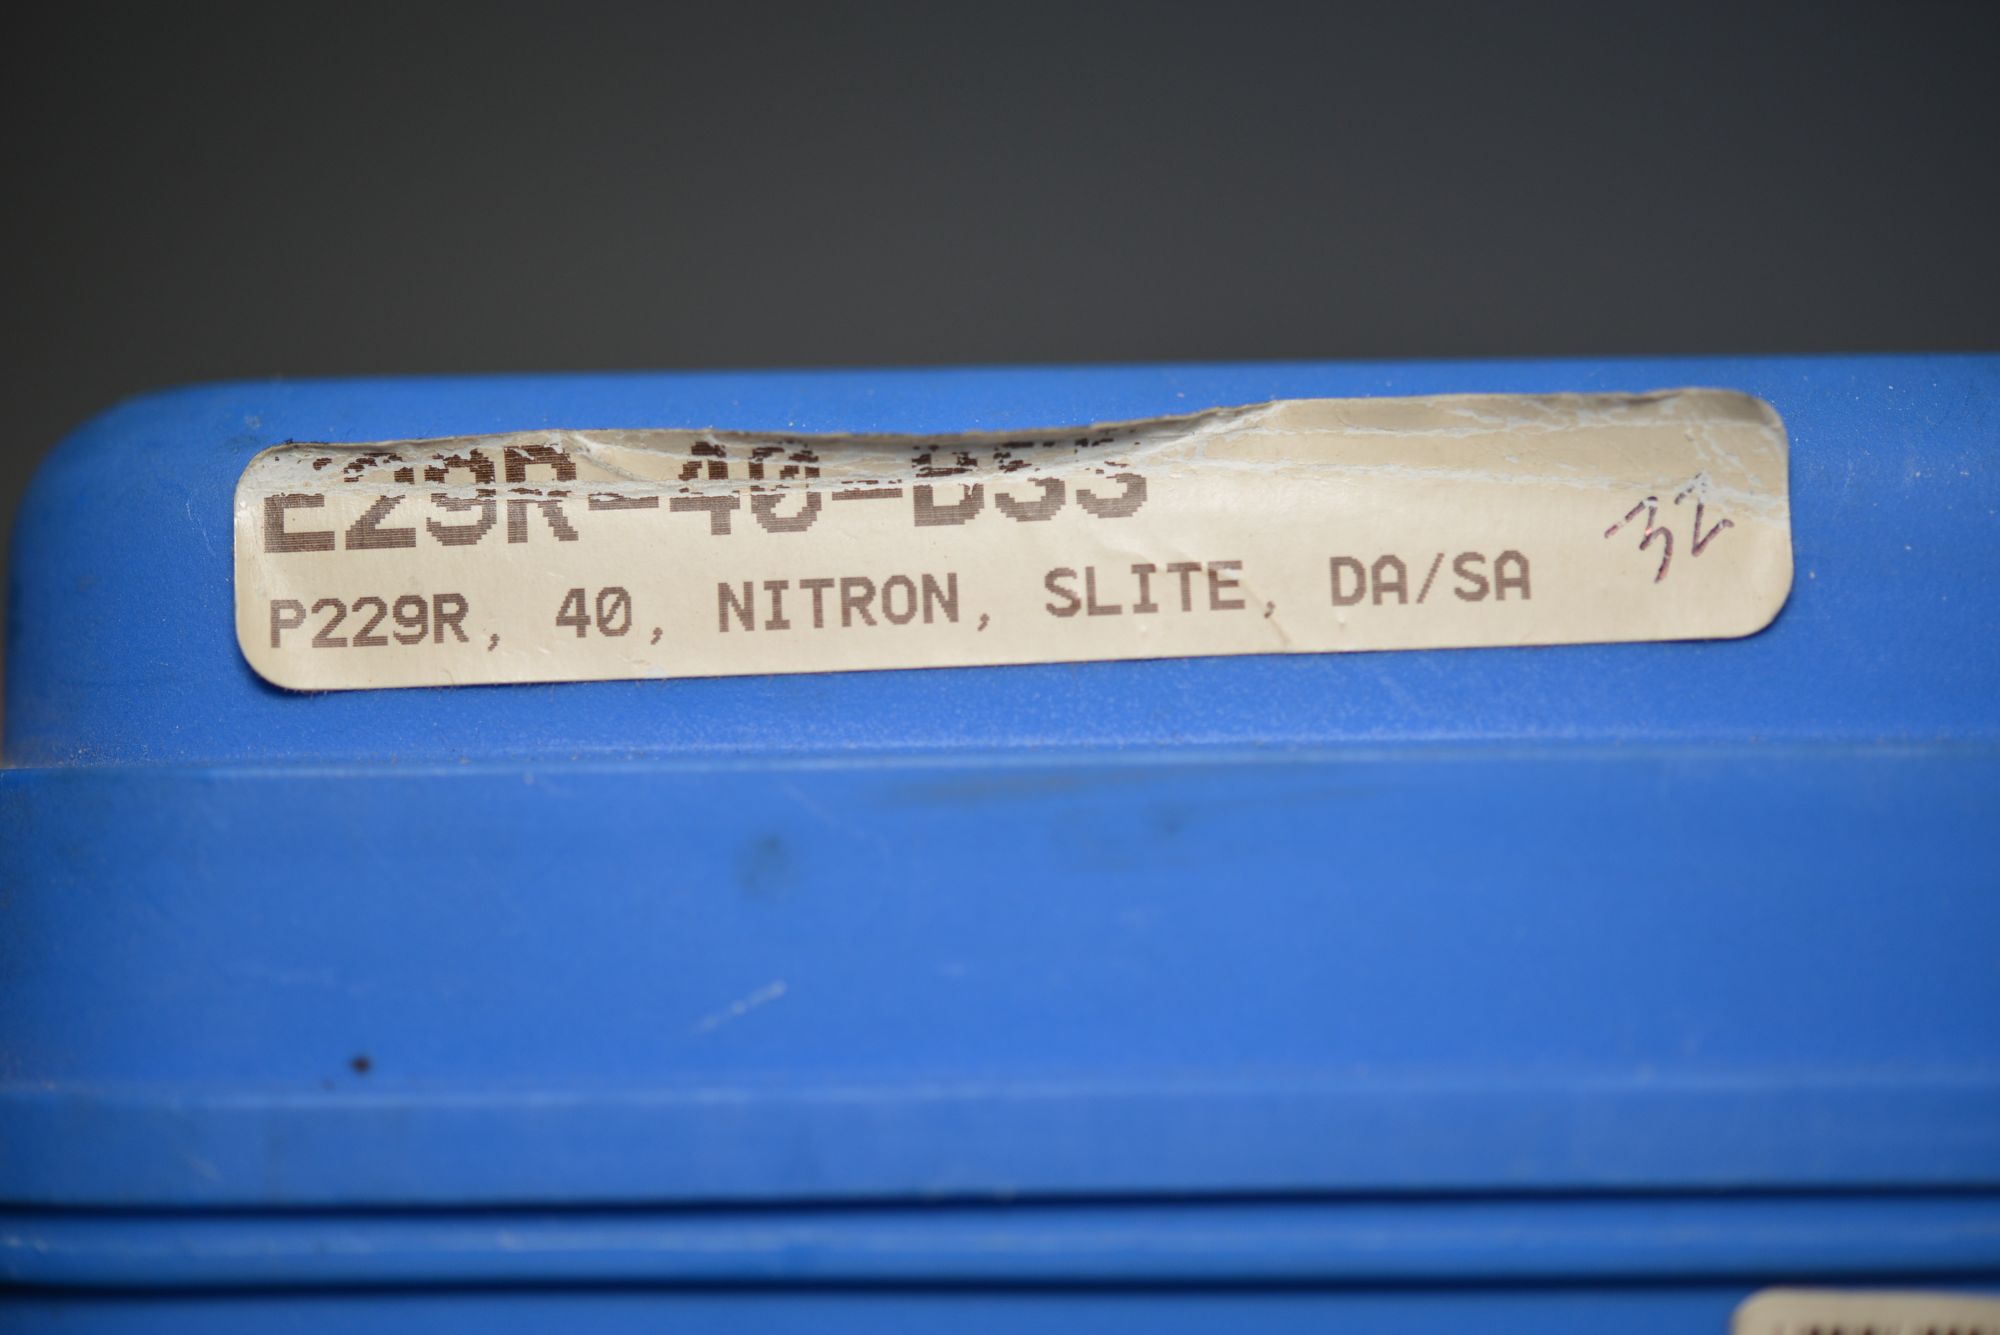 E29R-40-BSS
P229R, 40, NITRON, SLITE, DA/SA
32